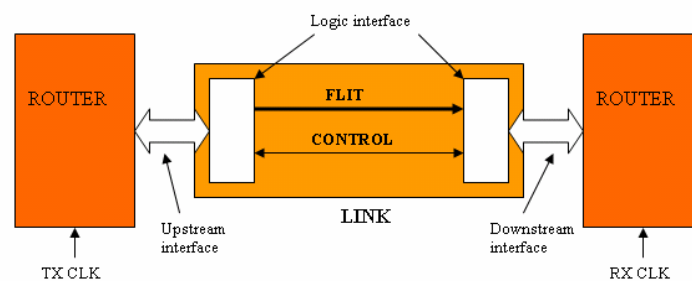 Logic interface
ROUTER
FLIT
ROUTER
CONTROL
LINK
Upstream
interface
Downstream
interface
TX CLK
RX CLK